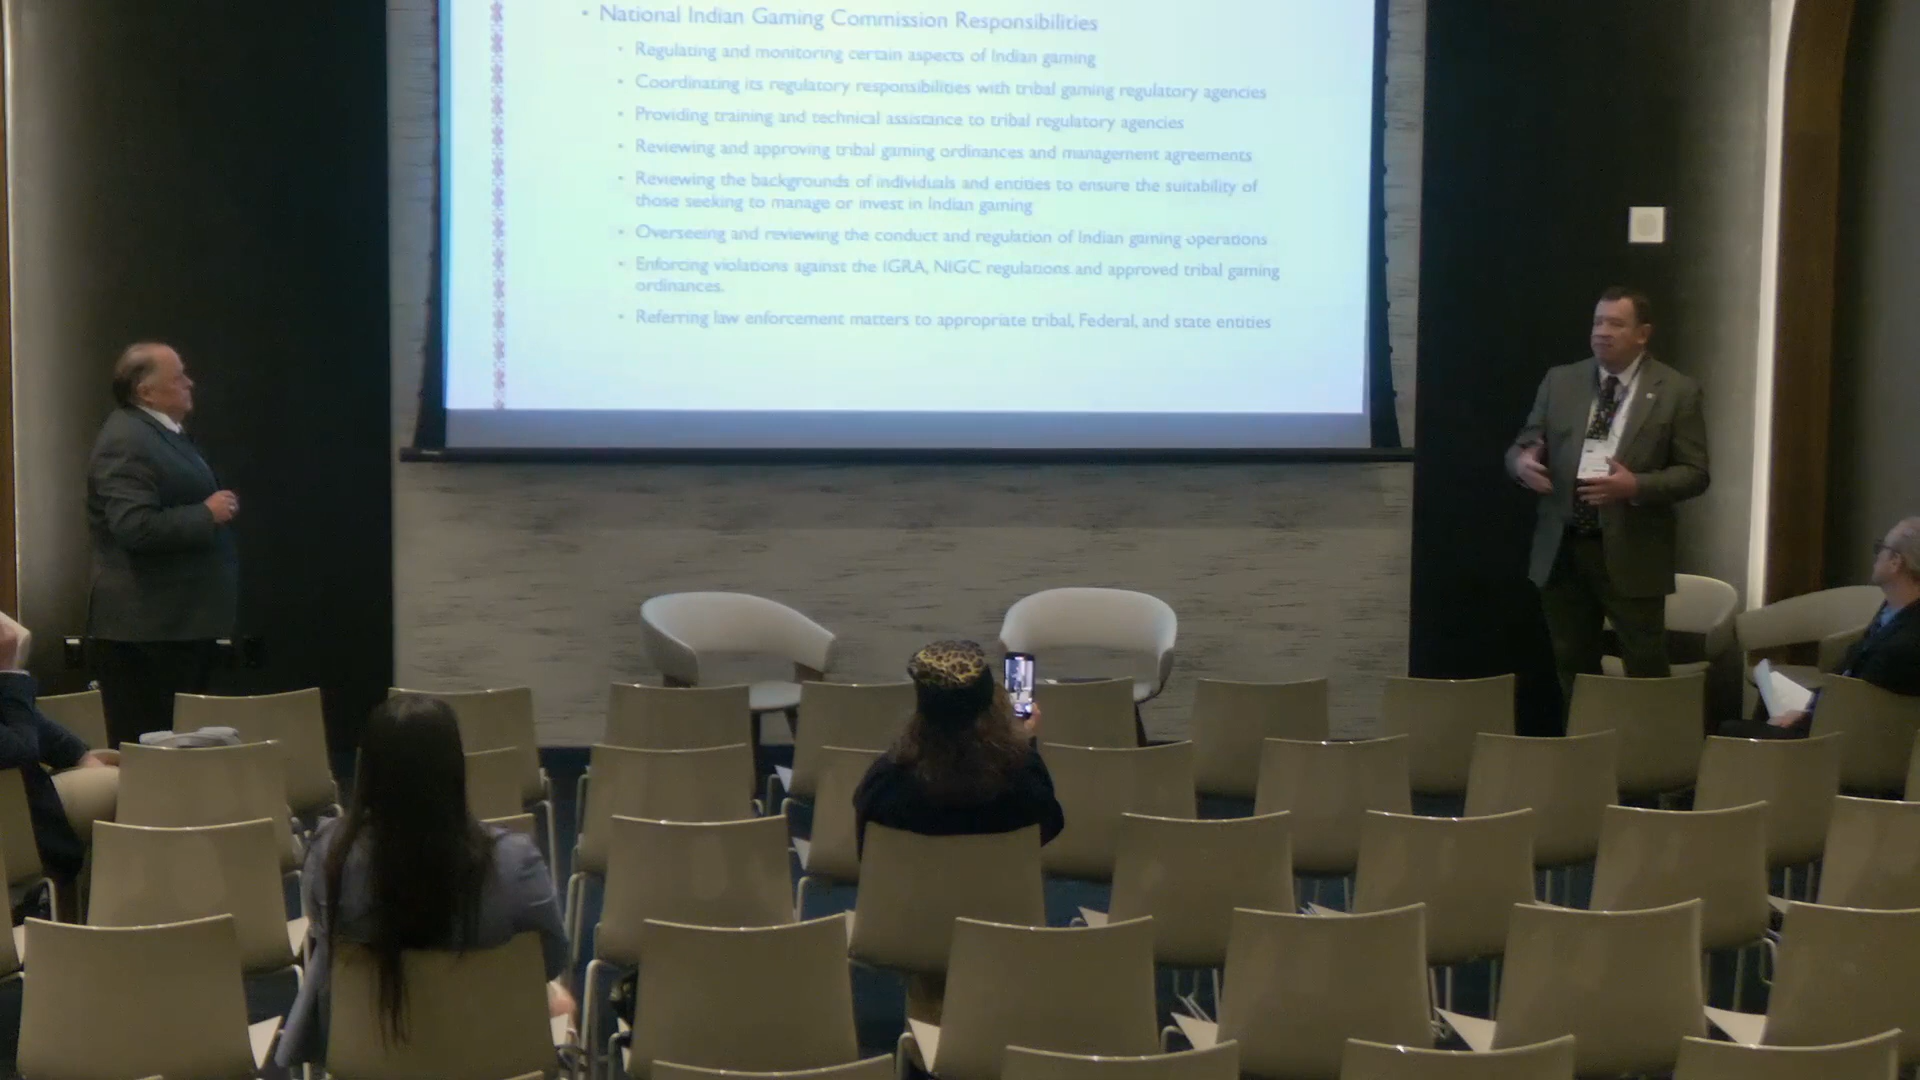 • National Indian Gaming Commission Responsibilities
• Regulating and monitoring certain aspects of Indian gaming
• Coordinating its regulatory responsibilities with tribal gaming regulatory agencies
• Providing training and technical assistance to tribal regulatory agencies
• Reviewing and approving tribal gaming ordinances and management agreements
• Reviewing the backgrounds of individuals and entities to ensure the suitability of
those seeking to manage or invest in Indian gaming
• Overseeing and reviewing the conduct and regulation of Indian gaming operations
• Enforcing violations against the IGRA, NIGC regulations and approved tribal gaming
ordinances.
• Referring law enforcement matters to appropriate tribal, Federal, and state entities